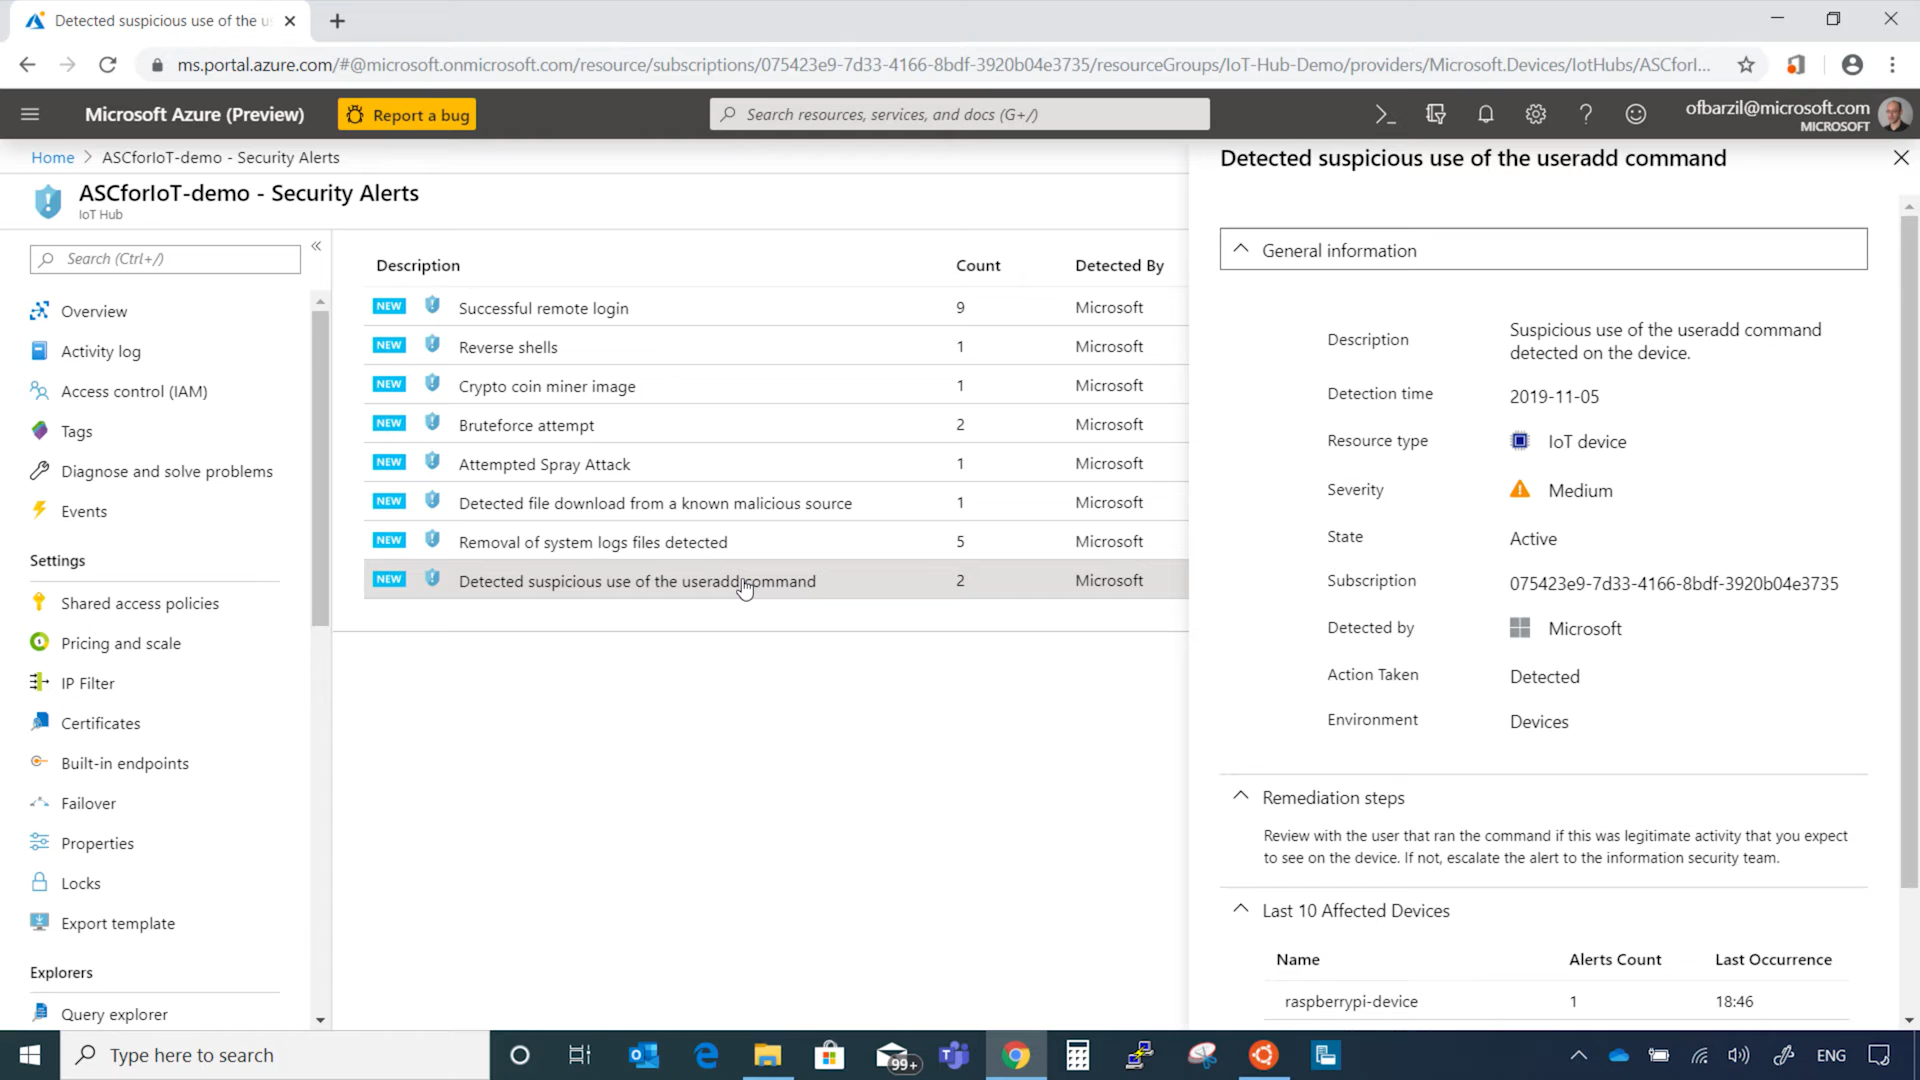 Detected suspicious use of the u
ms.portal.azure.com/#@microsoft.onmicrosoft.com/resource/subscriptions/075423e9-7d33-4166-8bdf-3920b04e3735/resourceGroups/IoT-Hub-Demo/providers/Microsoft.Devices/IotHubs/ASCforI...
Microsoft Azure (Preview)
Report a bug
Search resources, services, and docs (G+/)
ofbarzil@microsoft.com
MICROSOFT
Home > ASCforIoT-demo - Security Alerts
ASCforIoT-demo - Security Alerts
IoT Hub
Search (Ctrl+/)
«
Overview
Activity log
Access control (IAM)
Tags
Diagnose and solve problems
Events
Settings
Shared access policies
Pricing and scale
IP Filter
Certificates
Built-in endpoints
Failover
Properties
Locks
Export template
Explorers
Query explorer
Description Count Detected By
NEW Successful remote login 9 Microsoft
NEW Reverse shells 1 Microsoft
NEW Crypto coin miner image 1 Microsoft
NEW Bruteforce attempt 2 Microsoft
NEW Attempted Spray Attack 1 Microsoft
NEW Detected file download from a known malicious source 1 Microsoft
NEW Removal of system logs files detected 5 Microsoft
NEW Detected suspicious use of the useradd command 2 Microsoft
Detected suspicious use of the useradd command
General information
Description Suspicious use of the useradd command
detected on the device.
Detection time 2019-11-05
Resource type IoT device
Severity Medium
State Active
Subscription 075423e9-7d33-4166-8bdf-3920b04e3735
Detected by Microsoft
Action Taken Detected
Environment Devices
Remediation steps
Review with the user that ran the command if this was legitimate activity that you expect
to see on the device. If not, escalate the alert to the information security team.
Last 10 Affected Devices
Name Alerts Count Last Occurrence
raspberrypi-device 1 18:46
Type here to search
99+
ENG